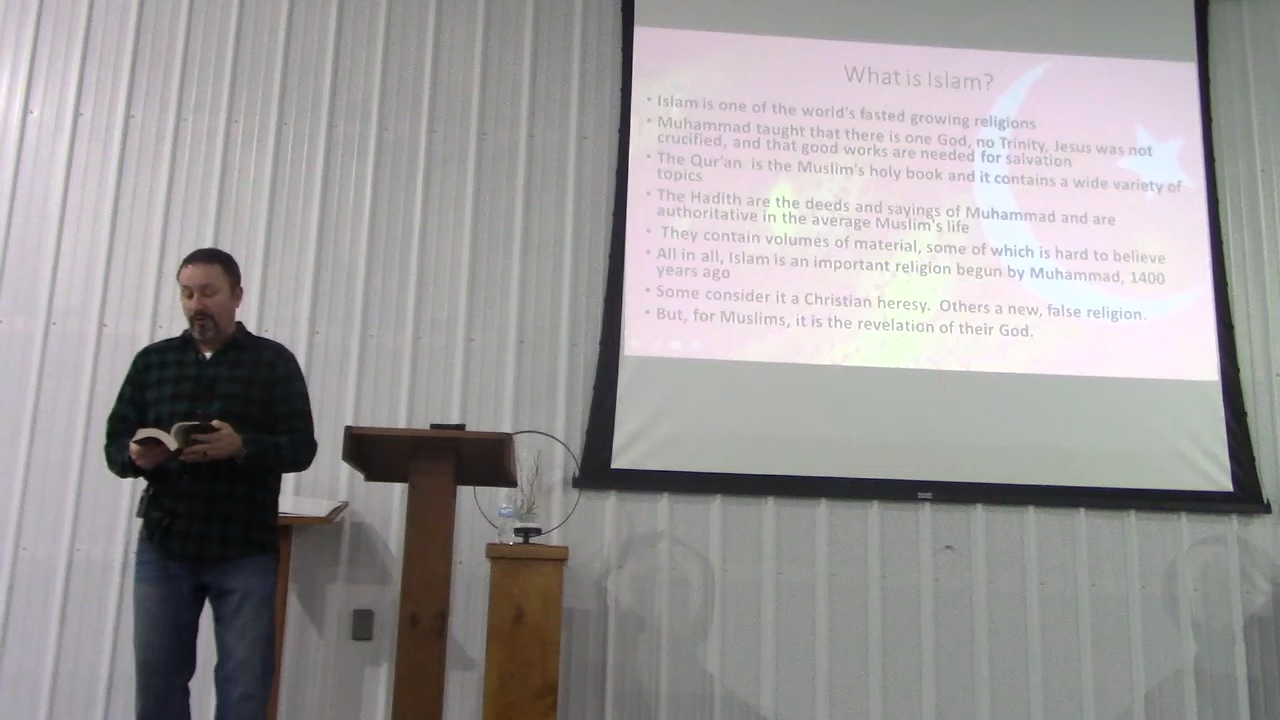 What is Islam?
• Islam is one of the world's fasted growing religions
• Muhammad taught that there is one God, no Trinity, Jesus was not
crucified, and that good works are needed for salvation
• The Qur'an is the Muslim's holy book and it contains a wide variety of
topics
• The Hadith are the deeds and sayings of Muhammad and are
authoritative in the average Muslim's life
• They contain volumes of material, some of which is hard to believe
• All in all, Islam is an important religion begun by Muhammad, 1400
years ago
• Some consider it a Christian heresy. Others a new, false religion.
• But, for Muslims, it is the revelation of their God.